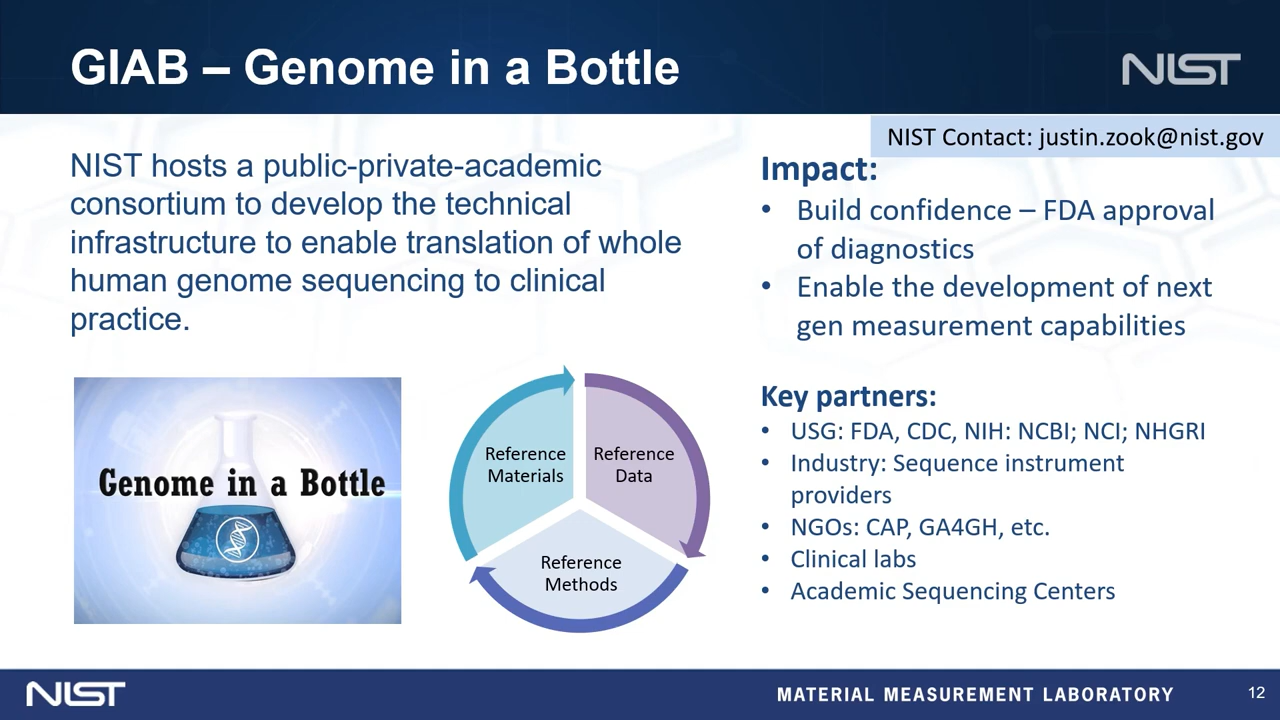 GIAB – Genome in a Bottle
NIST
NIST Contact: justin.zook@nist.gov
NIST hosts a public-private-academic
consortium to develop the technical
infrastructure to enable translation of whole
human genome sequencing to clinical
practice.
Genome in a Bottle
Reference
Materials
Reference
Data
Reference
Methods
Impact:
• Build confidence – FDA approval
of diagnostics
• Enable the development of next
gen measurement capabilities
Key partners:
• USG: FDA, CDC, NIH: NCBI; NCI; NHGRI
• Industry: Sequence instrument
providers
• NGOs: CAP, GA4GH, etc.
• Clinical labs
• Academic Sequencing Centers
NIST
MATERIAL MEASUREMENT LABORATORY
12